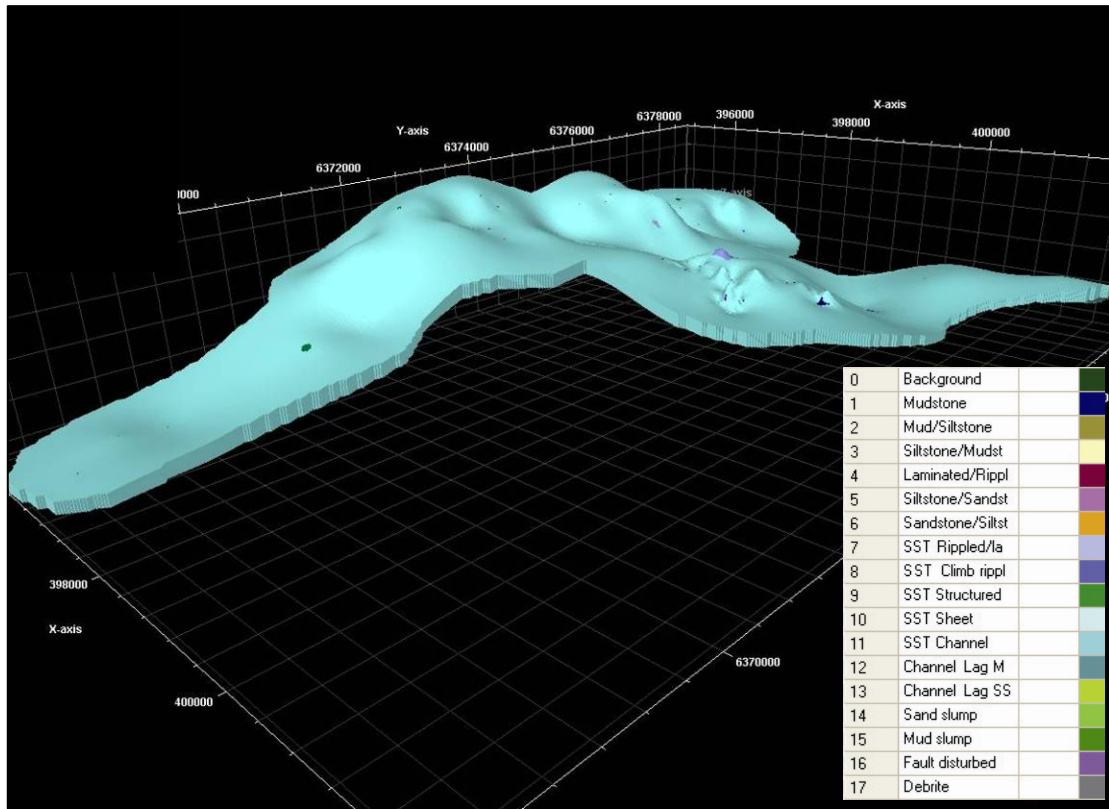 X-axis
6378000
396000
398000
400000
Y-axis
6376000
6374000
6372000
-axis
398000
X-axis
400000
6370000
0 Background
1 Mudstone
2 Mud/Siltstone
3 Siltstone/Mudst
4 Laminated/Rippl
5 Siltstone/Sandst
6 Sandstone/Siltst
7 SST Rippled/la
8 SST Climb rippl
9 SST Structured
10 SST Sheet
11 SST Channel
12 Channel Lag M
13 Channel Lag SS
14 Sand slump
15 Mud slump
16 Fault disturbed
17 Debrite